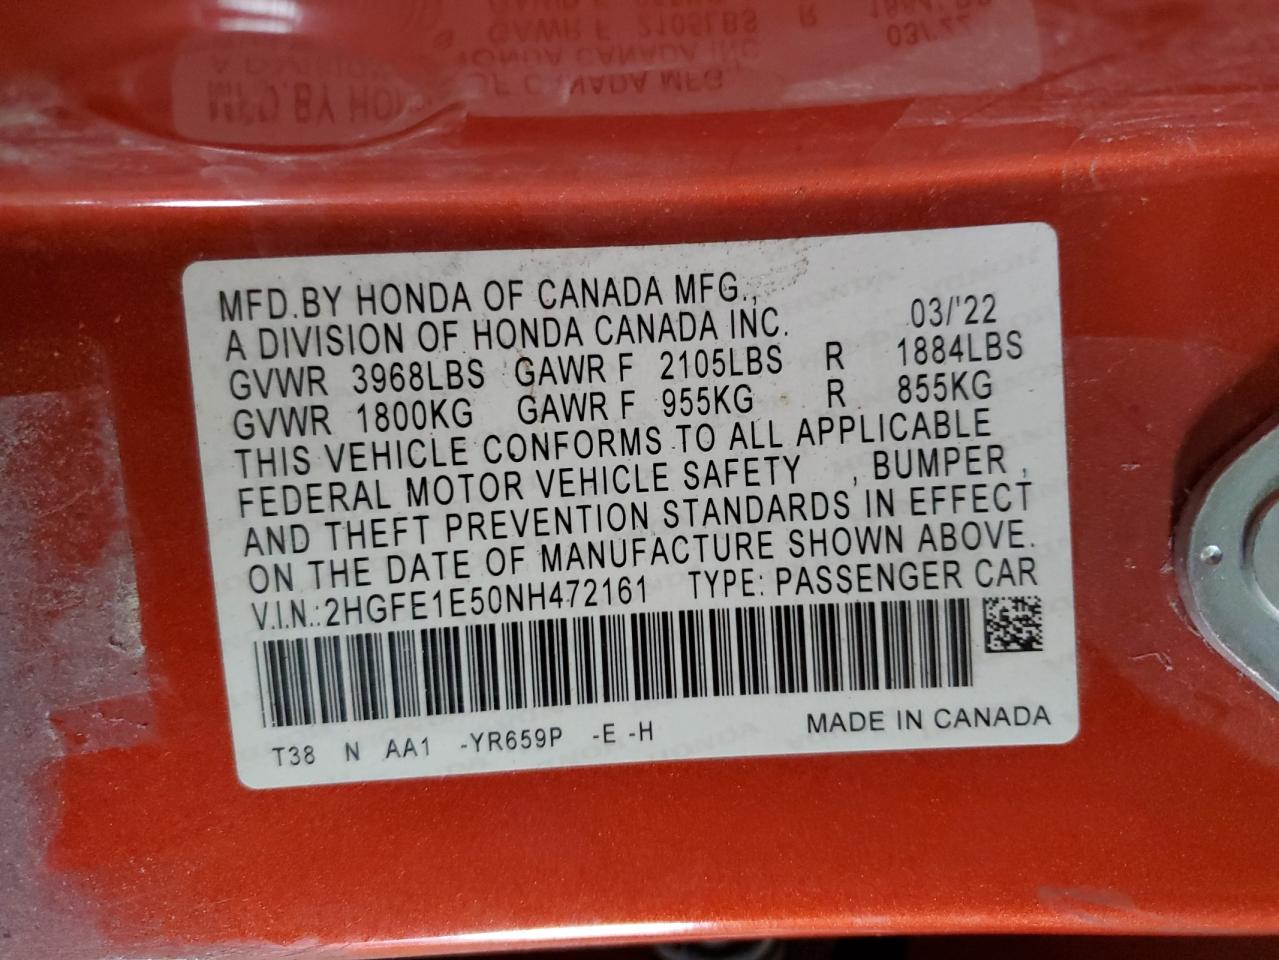 MFD.BY HONDA OF CANADA MFG.,
A DIVISION OF HONDA CANADA INC. 03/'22
GVWR 3968LBS GAWR F 2105LBS R 1884LBS
GVWR 1800KG GAWR F 955KG R 855KG
THIS VEHICLE CONFORMS TO ALL APPLICABLE
FEDERAL MOTOR VEHICLE SAFETY , BUMPER ,
AND THEFT PREVENTION STANDARDS IN EFFECT
ON THE DATE OF MANUFACTURE SHOWN ABOVE.
V.I.N.:2HGFE1E50NH472161 TYPE: PASSENGER CAR
T38 N AA1 -YR659P -E -H MADE IN CANADA